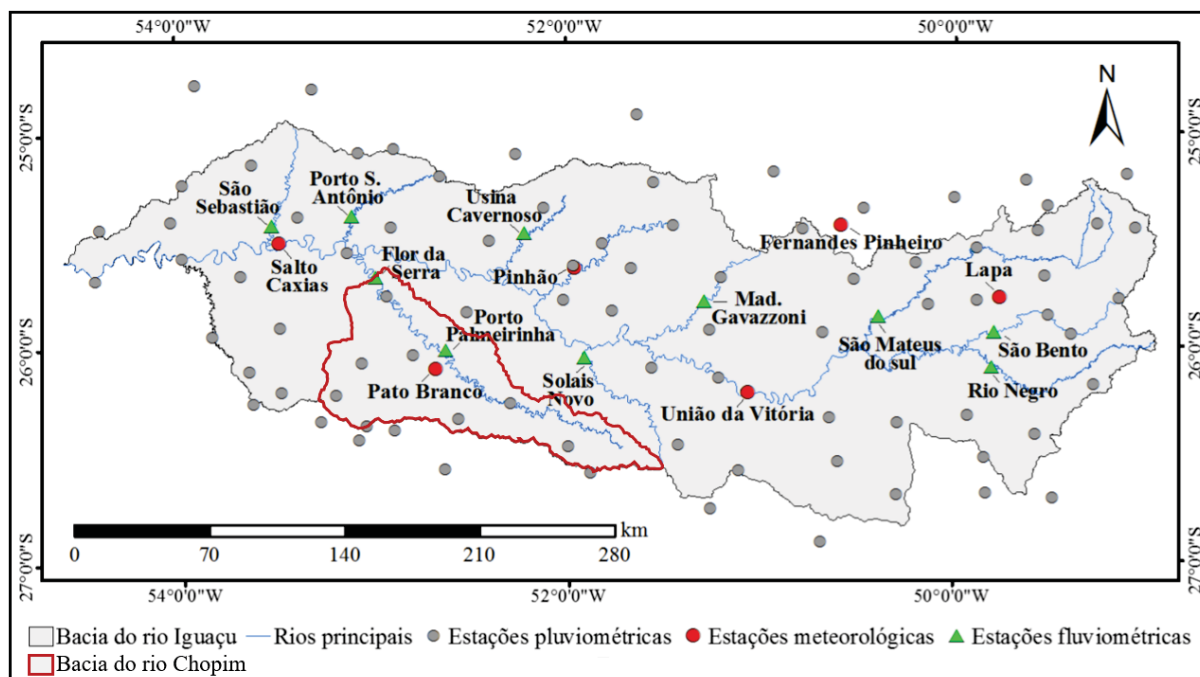 54°0'0"W 52°0'0"W 50°0'0"W
N
25°0'0"S
25°0'0"S
São
Sebastião
Porto S.
Antônio
Usina
Cavernoso
Fernandes Pinheiro
Salto
Caxias
Flor da
Serra
Pinhão
Lapa
Mad.
Gavazzoni
Porto
Palmeirinha
São Mateus
do sul
São Bento
26°0'0"S
26°0'0"S
Pato Branco
Solais
Novo
Rio Negro
União da Vitória
km
0 70 140 210 280
27°0'0"S
27°0'0"S
54°0'0"W 52°0'0"W 50°0'0"W
Bacia do rio Iguaçu Rios principais Estações pluviométricas Estações meteorológicas Estações fluviométricas
Bacia do rio Chopim